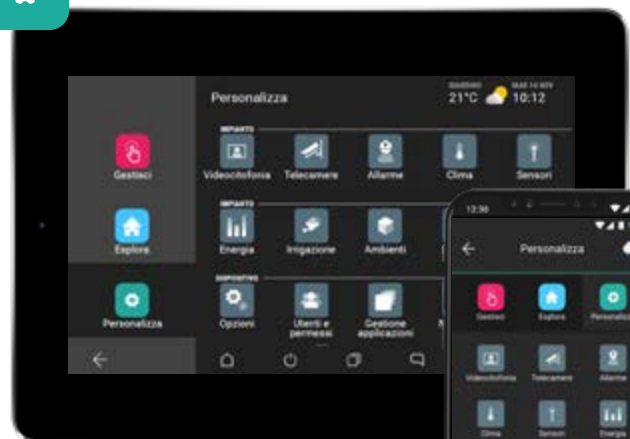 Personalizza
21°C
10:12
IMPIANTO
Gestisci
Videocitofonia Telecamere Allarme Clima Sensori
IMPIANTO
Esplora
Energia Irrigazione Ambienti
DISPOSITIVO
Personalizza
Opzioni Utenti e permessi Gestione applicazioni
12:36
Personalizza
Gestisci Esplora Personalizza
Videocitofonia Telecamere Allarme
Clima Sensori Energia